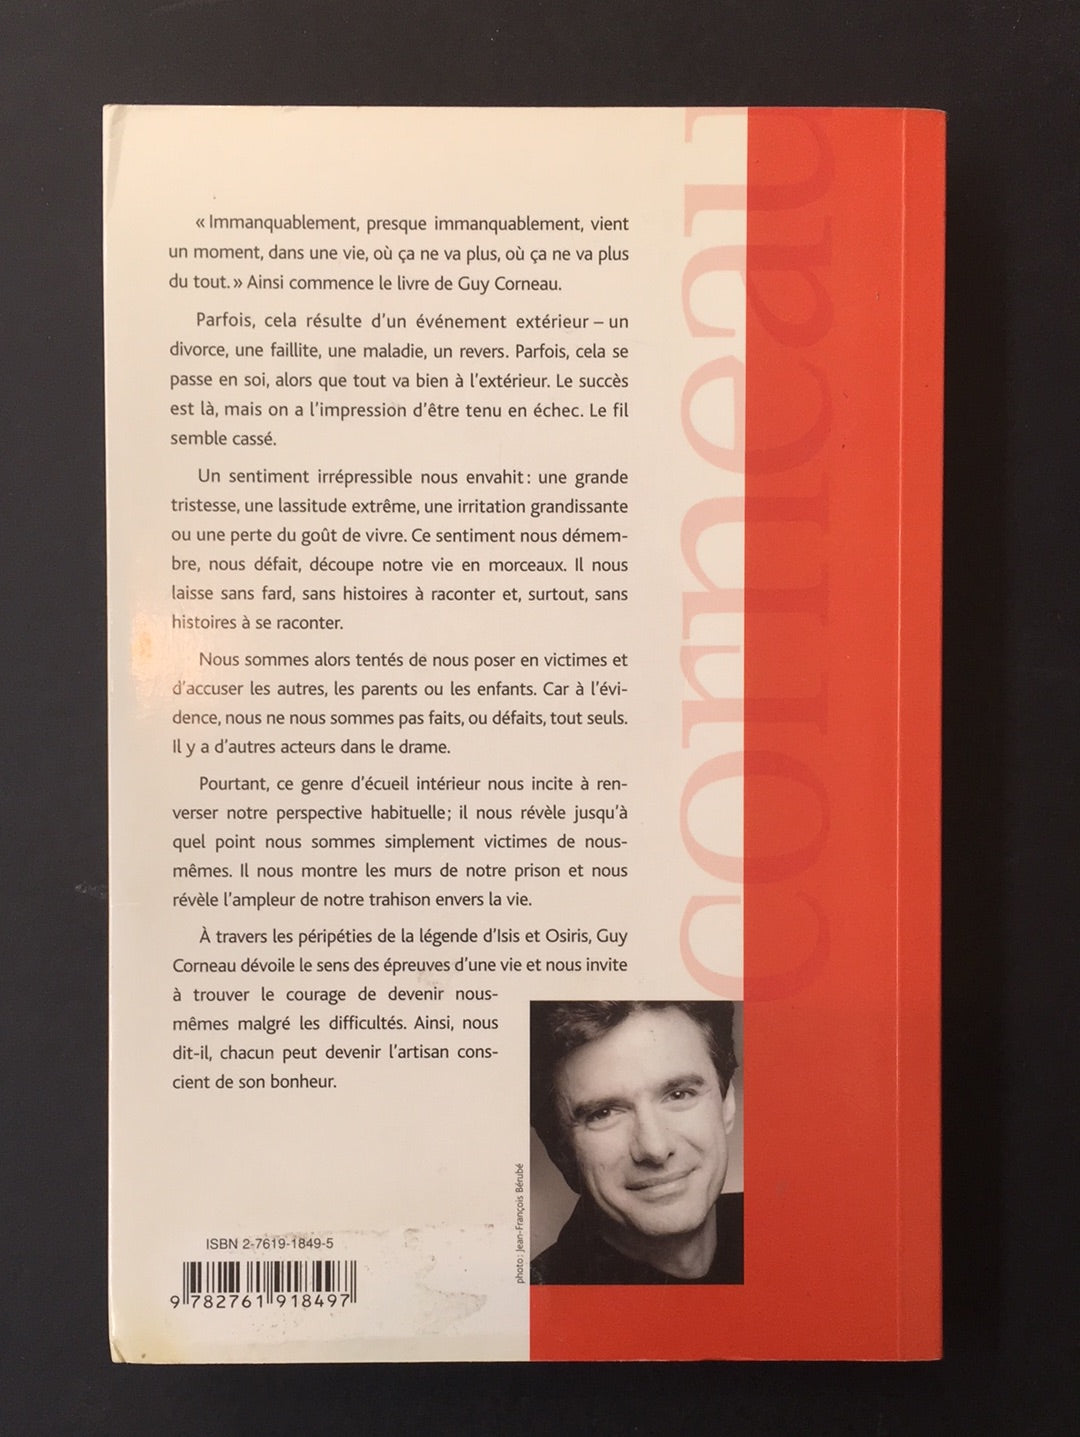 « Immanquablement, presque immanquablement, vient
un moment, dans une vie, où ça ne va plus, où ça ne va plus
du tout. » Ainsi commence le livre de Guy Corneau.
Parfois, cela résulte d'un événement extérieur – un
divorce, une faillite, une maladie, un revers. Parfois, cela se
passe en soi, alors que tout va bien à l'extérieur. Le succès
est là, mais on a l'impression d'être tenu en échec. Le fil
semble cassé.
Un sentiment irrépressible nous envahit : une grande
tristesse, une lassitude extrême, une irritation grandissante
ou une perte du goût de vivre. Ce sentiment nous démem-
bre, nous défait, découpe notre vie en morceaux. Il nous
laisse sans fard, sans histoires à raconter et, surtout, sans
histoires à se raconter.
Nous sommes alors tentés de nous poser en victimes et
d'accuser les autres, les parents ou les enfants. Car à l'évi-
dence, nous ne nous sommes pas faits, ou défaits, tout seuls.
Il y a d'autres acteurs dans le drame.
Pourtant, ce genre d'écueil intérieur nous incite à ren-
verser notre perspective habituelle ; il nous révèle jusqu'à
quel point nous sommes simplement victimes de nous-
mêmes. Il nous montre les murs de notre prison et nous
révèle l'ampleur de notre trahison envers la vie.
À travers les péripéties de la légende d'Isis et Osiris, Guy
Corneau dévoile le sens des épreuves d'une vie et nous invite
à trouver le courage de devenir nous-
mêmes malgré les difficultés. Ainsi, nous
dit-il, chacun peut devenir l'artisan cons-
cient de son bonheur.
corneau
photo : Jean-François Bérubé
ISBN 2-7619-1849-5
9 782761 918497